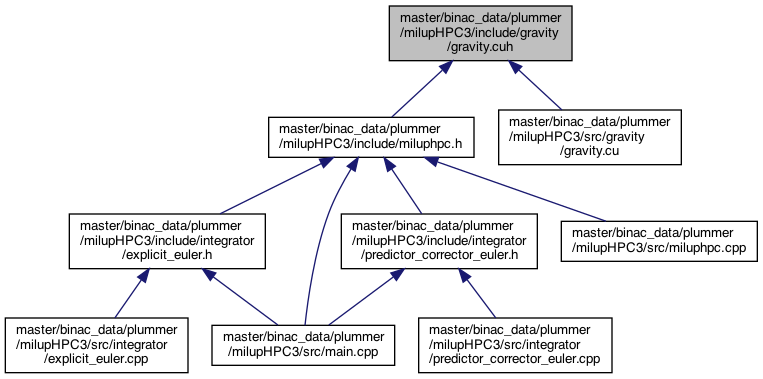 master/binac_data/plummer
/milupHPC3/include/gravity
/gravity.cuh
master/binac_data/plummer
/milupHPC3/include/miluphpc.h
master/binac_data/plummer
/milupHPC3/src/gravity
/gravity.cu
master/binac_data/plummer
/milupHPC3/include/integrator
/explicit_euler.h
master/binac_data/plummer
/milupHPC3/include/integrator
/predictor_corrector_euler.h
master/binac_data/plummer
/milupHPC3/src/miluphpc.cpp
master/binac_data/plummer
/milupHPC3/src/integrator
/explicit_euler.cpp
master/binac_data/plummer
/milupHPC3/src/main.cpp
master/binac_data/plummer
/milupHPC3/src/integrator
/predictor_corrector_euler.cpp